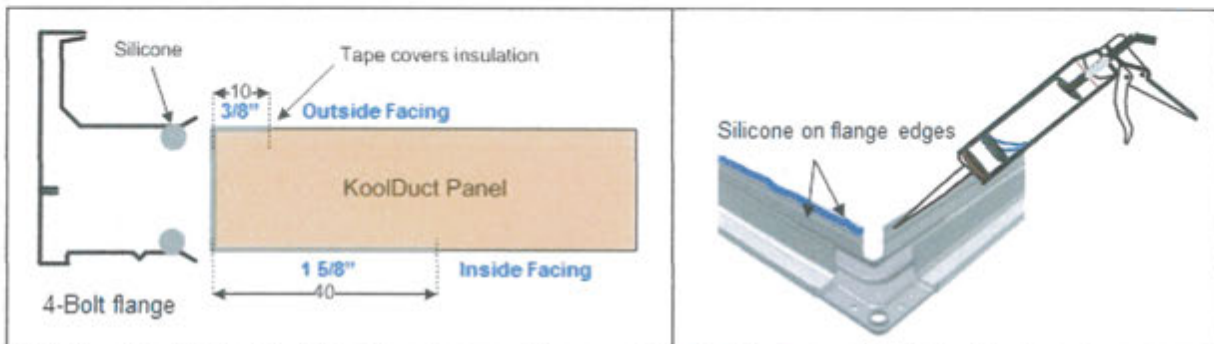 Silicone
Tape covers insulation
10
3/8"
Outside Facing
KoolDuct Panel
1 5/8"
Inside Facing
40
4-Bolt flange
Silicone on flange edges